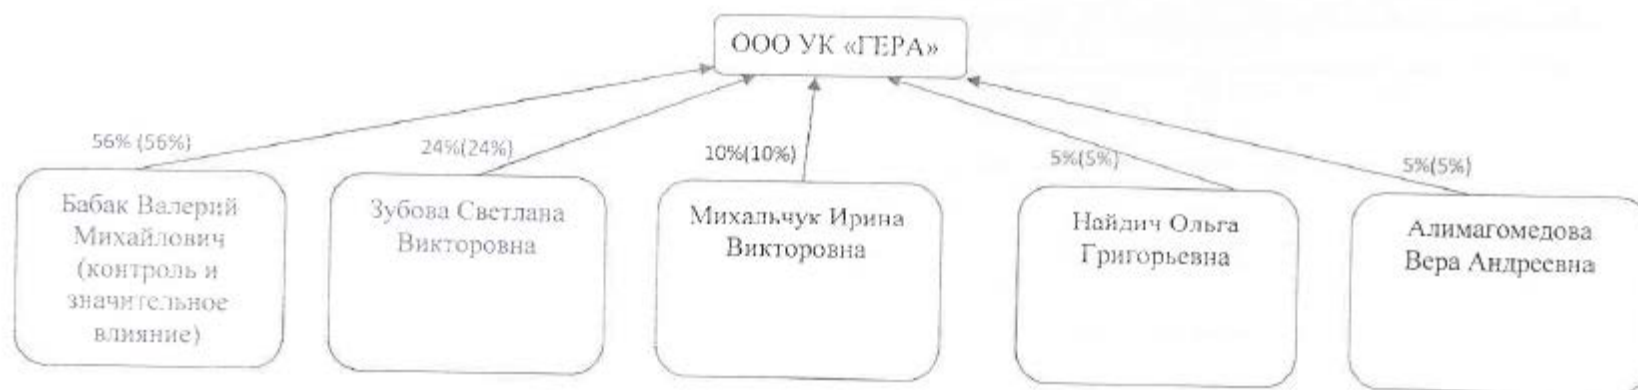 ООО УК «ГЕРА»
56% (56%)
24%(24%)
10%(10%)
5%(5%)
5%(5%)
Бабак Валерий
Михайлович
(контроль и
значительное
влияние)
Зубова Светлана
Викторовна
Михальчук Ирина
Викторовна
Найдич Ольга
Григорьевна
Алимагомедова
Вера Андреевна